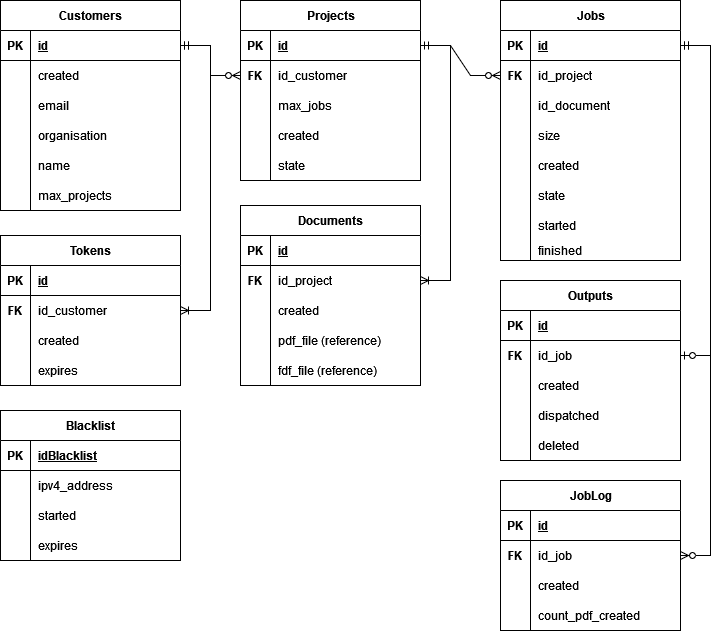 Customers
PK id
created
email
organisation
name
max_projects
Tokens
PK id
FK id_customer
created
expires
Blacklist
PK idBlacklist
ipv4_address
started
expires
Projects
PK id
FK id_customer
max_jobs
created
state
Documents
PK id
FK id_project
created
pdf_file (reference)
fdf_file (reference)
Jobs
PK id
FK id_project
id_document
size
created
state
started
finished
Outputs
PK id
FK id_job
created
dispatched
deleted
JobLog
PK id
FK id_job
created
count_pdf_created